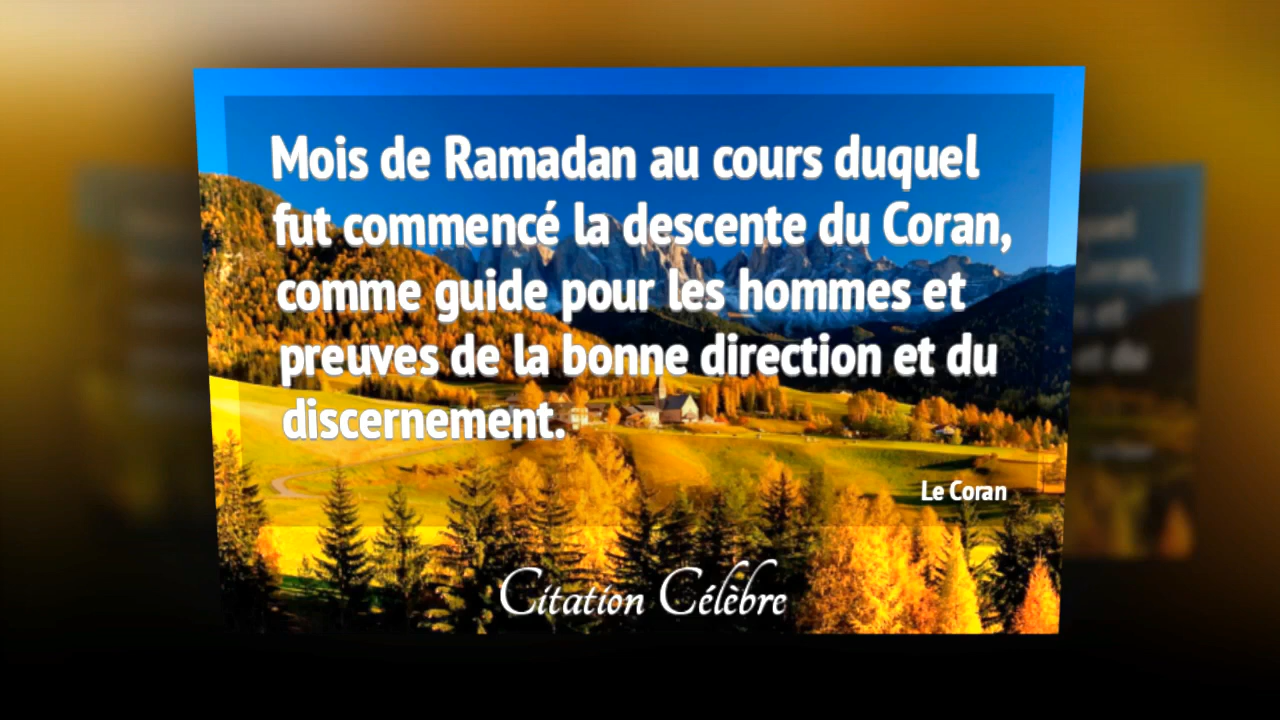 Mois de Ramadan au cours duquel
fut commencé la descente du Coran,
comme guide pour les hommes et
preuves de la bonne direction et du
discernement.
Le Coran
Citation Célèbre